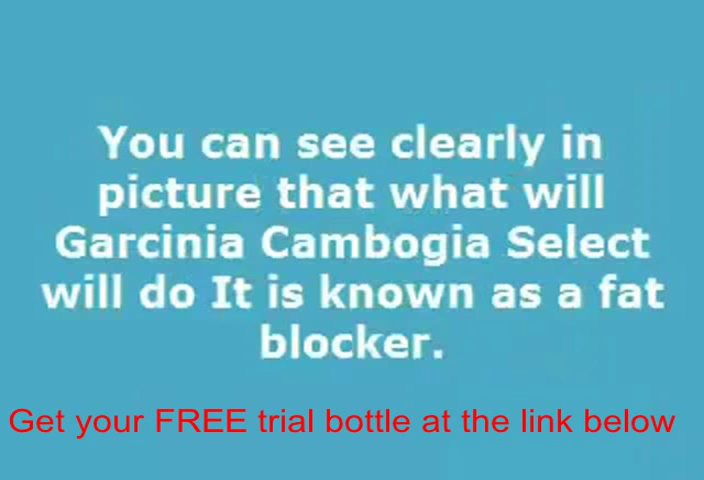 You can see clearly in
picture that what will
Garcinia Cambogia Select
will do It is known as a fat
blocker.
Get your FREE trial bottle at the link below